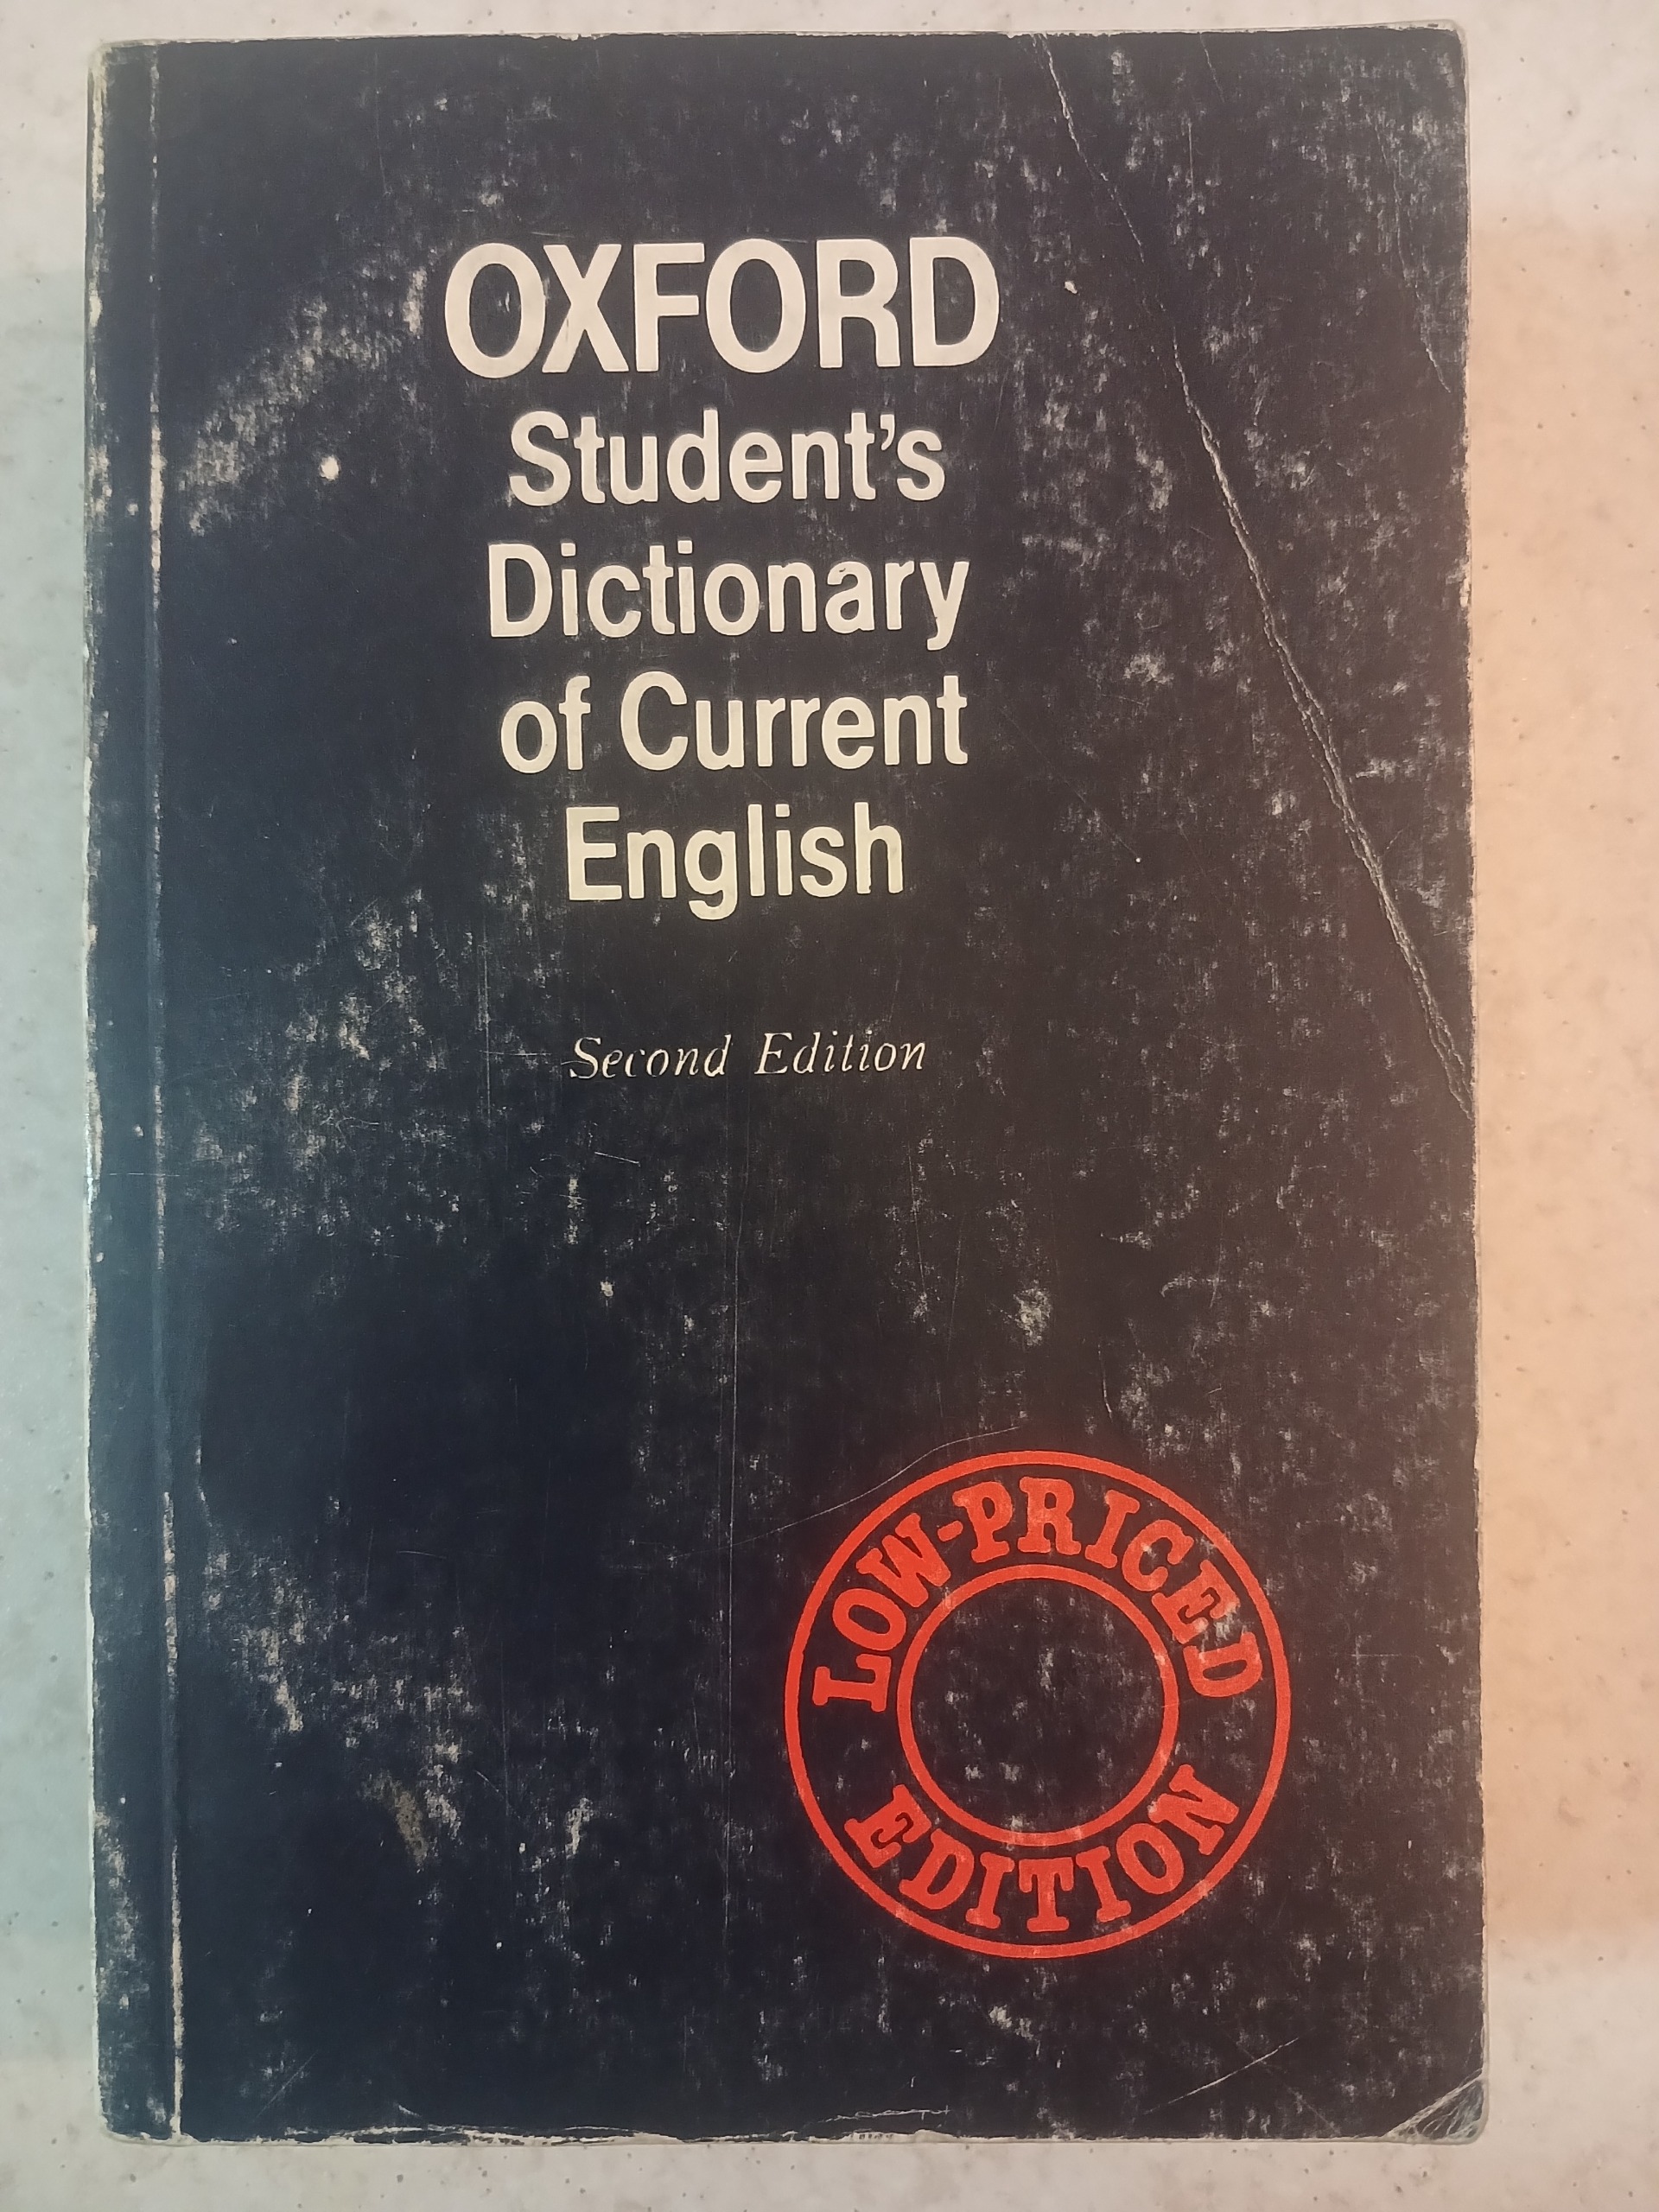 OXFORD
Student's
Dictionary
of Current
English
Second Edition
LOW-PRICED
EDITION